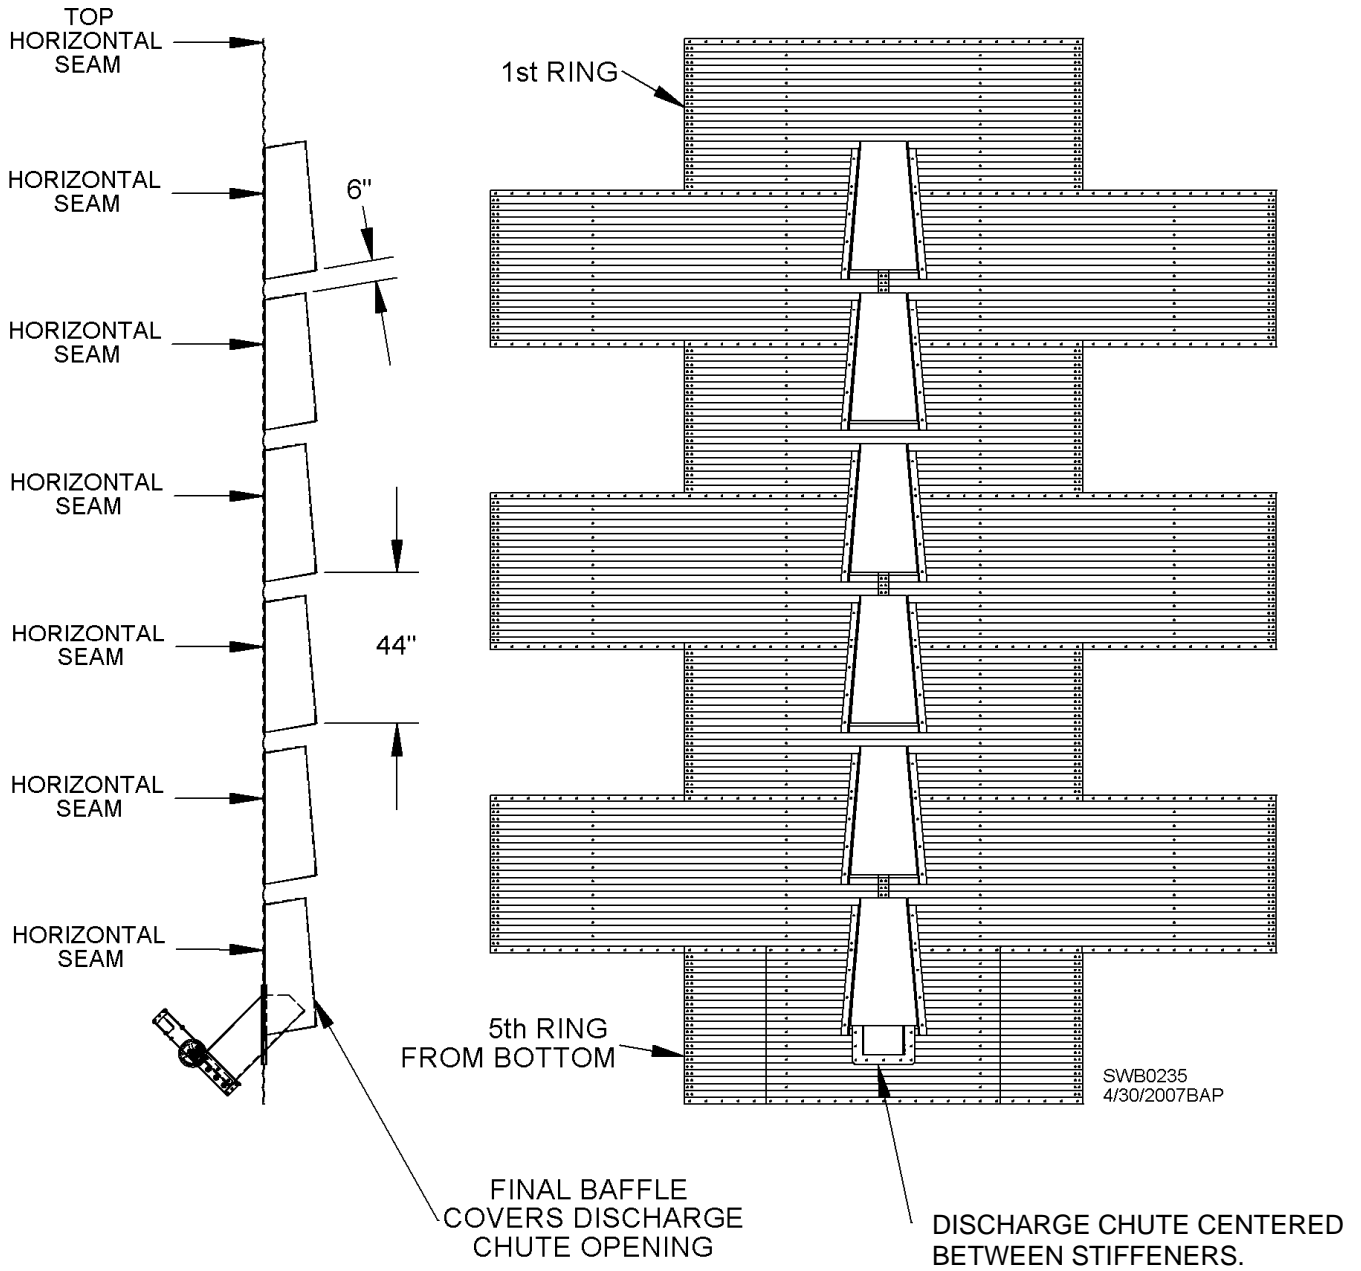 TOP
HORIZONTAL
SEAM
1st RING
HORIZONTAL
SEAM
6"
HORIZONTAL
SEAM
HORIZONTAL
SEAM
HORIZONTAL
SEAM
44"
HORIZONTAL
SEAM
HORIZONTAL
SEAM
5th RING
FROM BOTTOM
SWB0235
4/30/2007BAP
FINAL BAFFLE
COVERS DISCHARGE
CHUTE OPENING
DISCHARGE CHUTE CENTERED
BETWEEN STIFFENERS.